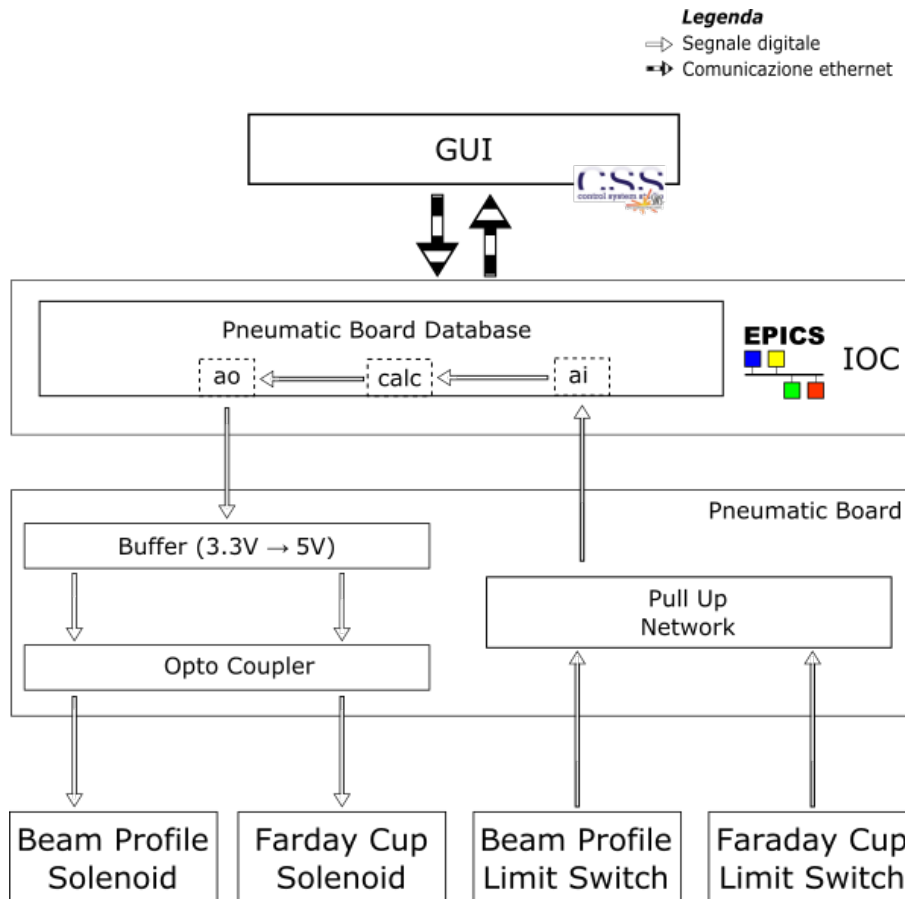 Legenda
Segnale digitale
Comunicazione ethernet
GUI
CSS
Pneumatic Board Database
ao
calc
ai
EPICS
IOC
Pneumatic Board
Buffer (3.3V → 5V)
Pull Up
Network
Opto Coupler
Beam Profile
Solenoid
Farday Cup
Solenoid
Beam Profile
Limit Switch
Faraday Cup
Limit Switch